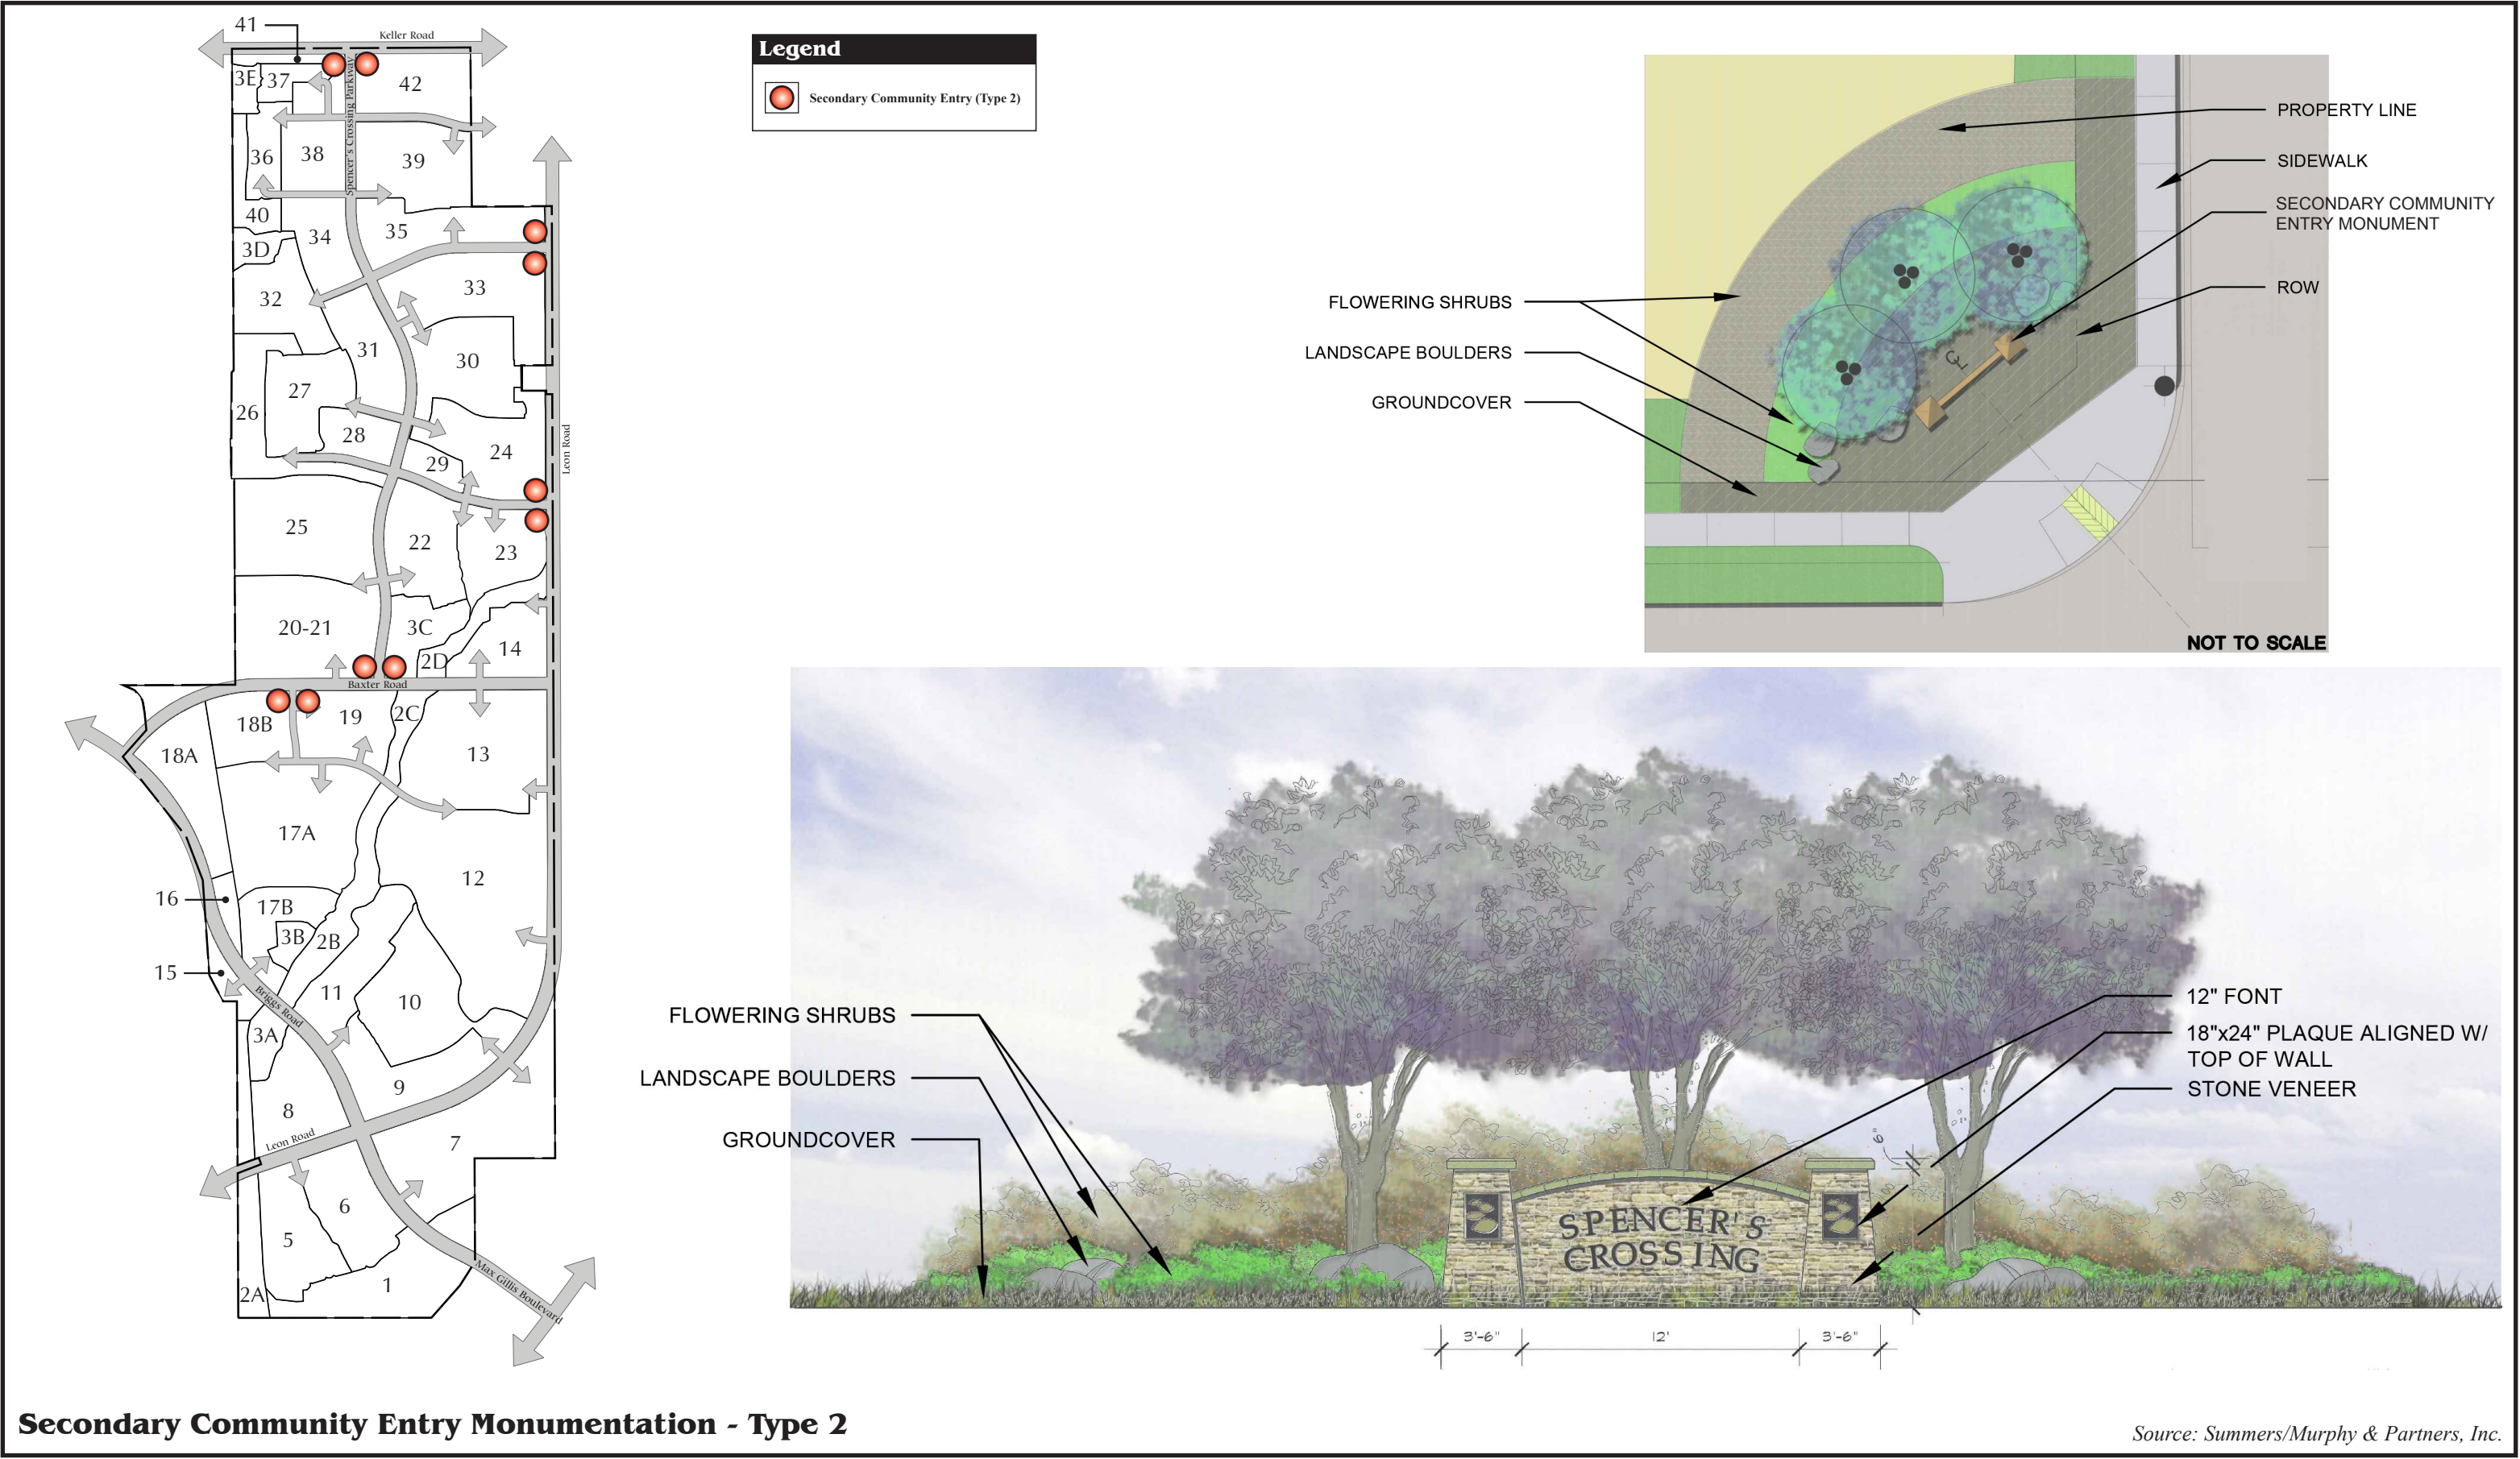 41
Keller Road
3E
37
42
Spencer's Crossing Parkway
36
38
39
40
3D
34
35
32
33
31
30
27
26
28
29
24
Leon Road
25
22
23
20-21
3C
2D
14
Baxter Road
18B
19
2C
18A
13
17A
12
16
17B
3B
2B
15
11
10
Briggs Road
3A
9
8
Leon Road
7
6
5
1
2A
Max Gillis Boulevard
Legend
Secondary Community Entry (Type 2)
PROPERTY LINE
SIDEWALK
SECONDARY COMMUNITY
ENTRY MONUMENT
ROW
FLOWERING SHRUBS
LANDSCAPE BOULDERS
GROUNDCOVER
CL
NOT TO SCALE
FLOWERING SHRUBS
LANDSCAPE BOULDERS
GROUNDCOVER
12" FONT
18"x24" PLAQUE ALIGNED W/
TOP OF WALL
STONE VENEER
6"
SPENCER'S
CROSSING
3'-6"
12'
3'-6"
Secondary Community Entry Monumentation - Type 2
Source: Summers/Murphy & Partners, Inc.